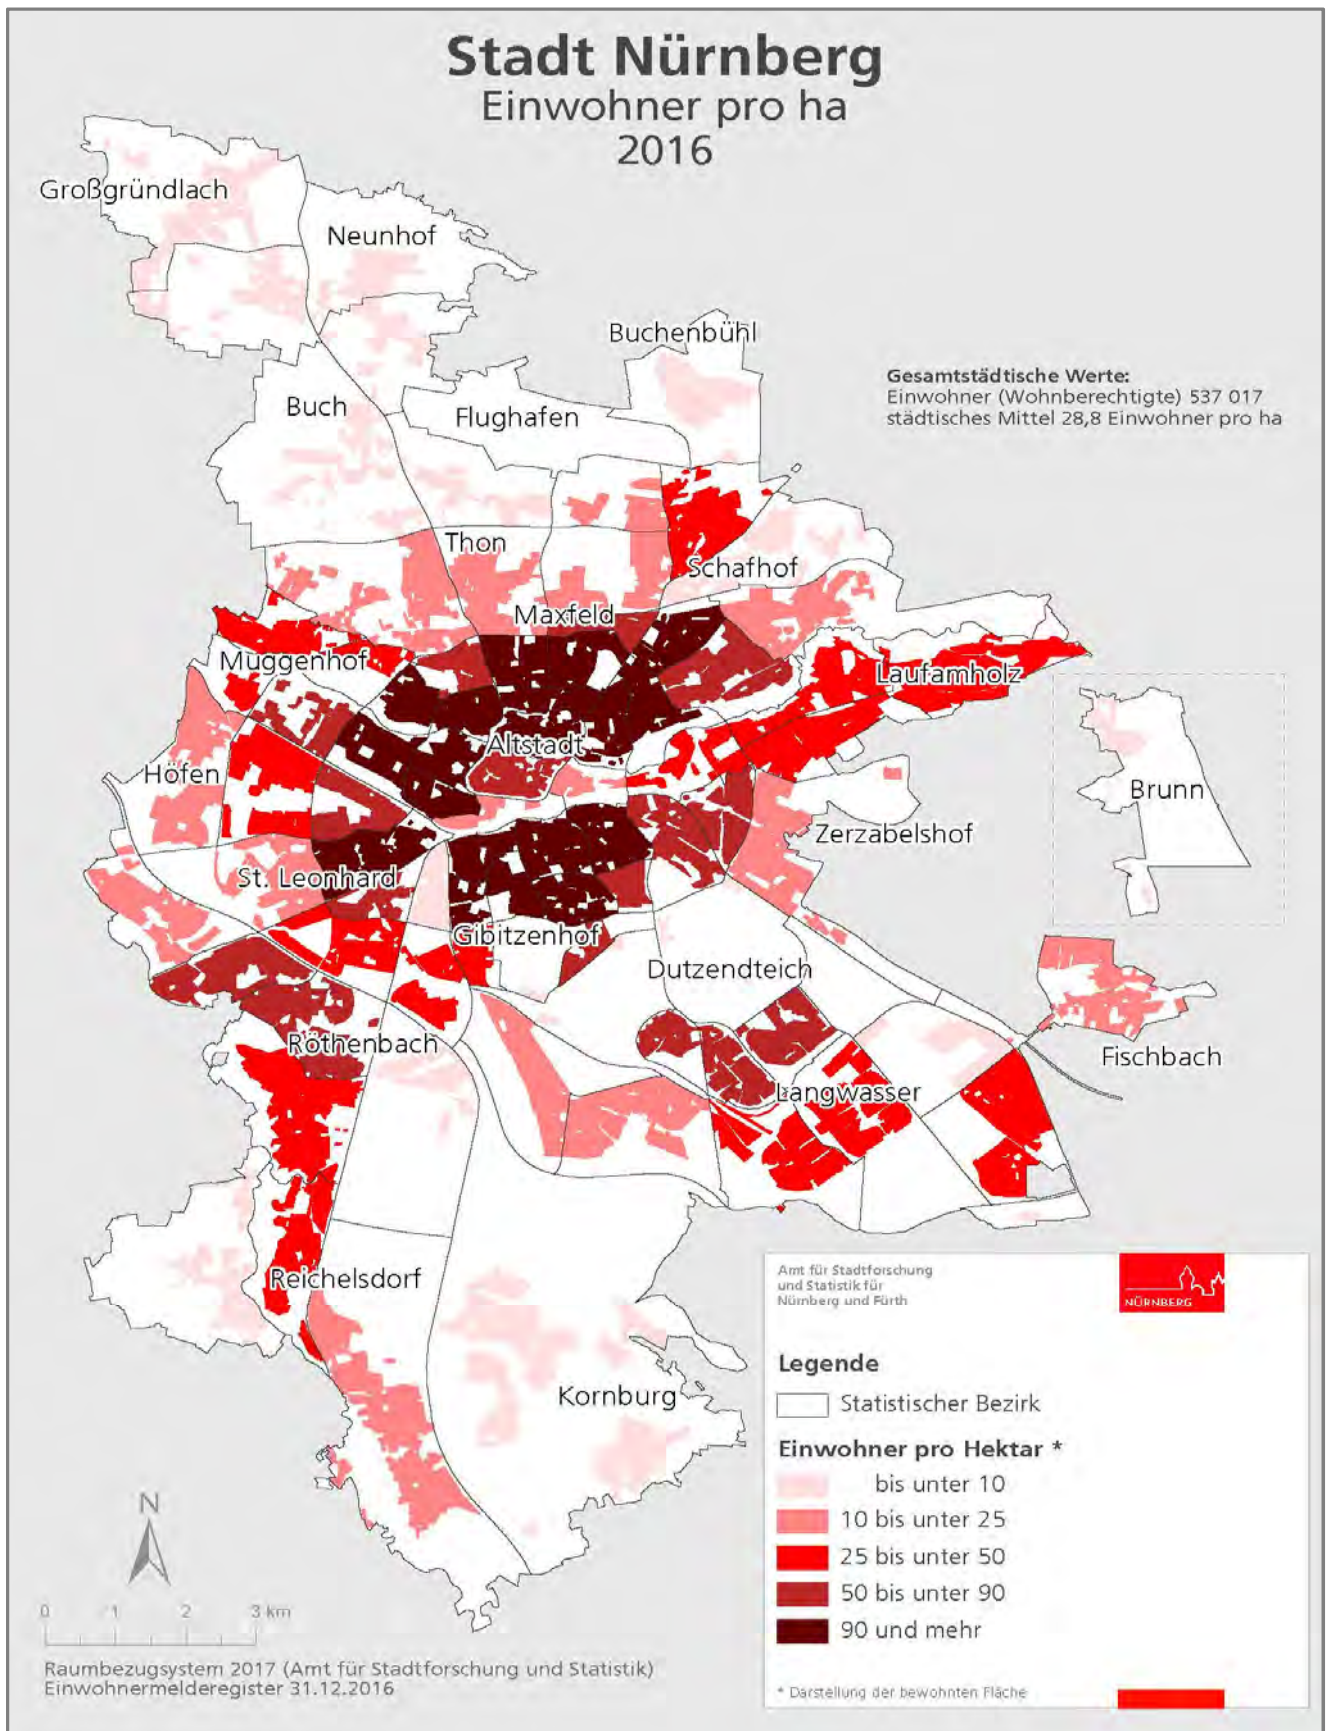 Stadt Nürnberg
Einwohner pro ha
2016
Großgründlach
Neunhof
Buchenbühl
Gesamtstädtische Werte:
Einwohner (Wohnberechtigte) 537 017
städtisches Mittel 28,8 Einwohner pro ha
Buch
Flughafen
Thon
Schafhof
Maxfeld
Muggenhof
Laufamholz
Altstadt
Höfen
Brunn
Zerzabelshof
St. Leonhard
Gibitzenhof
Dutzendteich
Röthenbach
Fischbach
Langwasser
Reichelsdorf
Kornburg
Amt für Stadtforschung
und Statistik für
Nürnberg und Fürth
NÜRNBERG
Legende
Statistischer Bezirk
Einwohner pro Hektar *
bis unter 10
10 bis unter 25
25 bis unter 50
50 bis unter 90
90 und mehr
* Darstellung der bewohnten Fläche
N
0 1 2 3 km
Raumbezugsystem 2017 (Amt für Stadtforschung und Statistik)
Einwohnermelderegister 31.12.2016